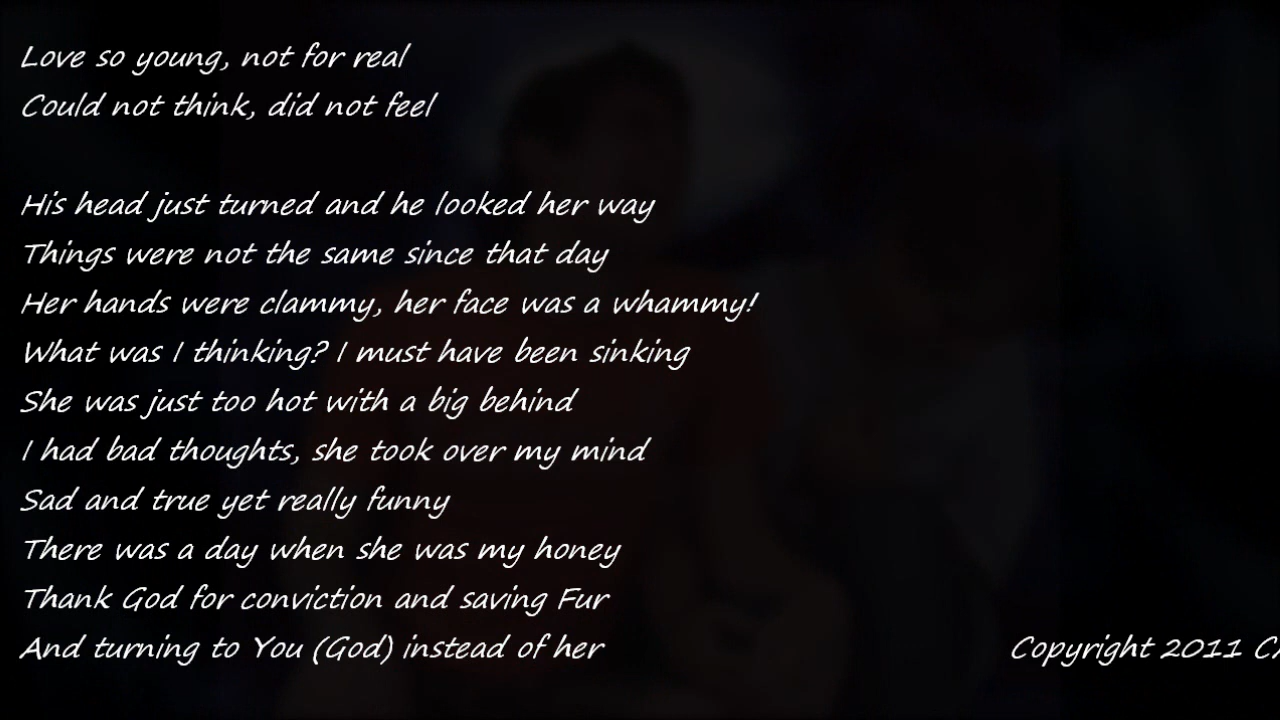 Love so young, not for real
Could not think, did not feel
His head just turned and he looked her way
Things were not the same since that day
Her hands were clammy, her face was a whammy!
What was I thinking? I must have been sinking
She was just too hot with a big behind
I had bad thoughts, she took over my mind
Sad and true yet really funny
There was a day when she was my honey
Thank God for conviction and saving Fur
And turning to You (God) instead of her
Copyright 2011